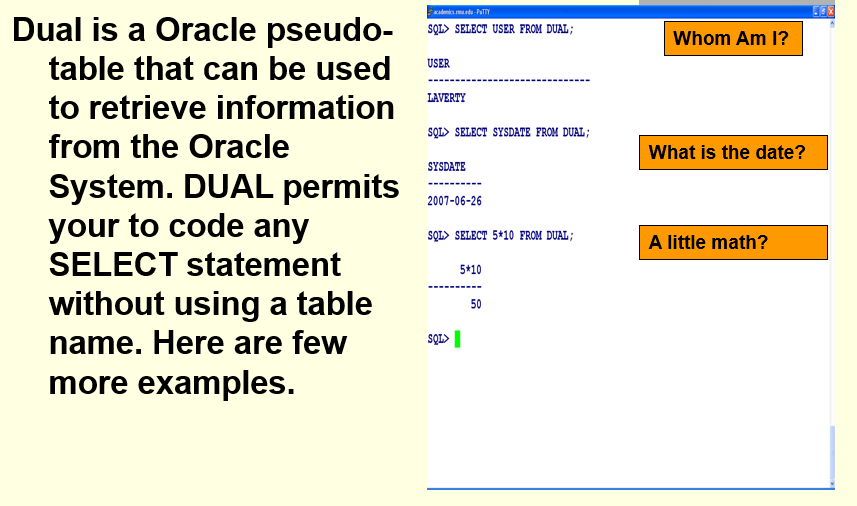 Dual is a Oracle pseudo-
table that can be used
to retrieve information
from the Oracle
System. DUAL permits
your to code any
SELECT statement
without using a table
name. Here are few
more examples.
academics.rmu.edu - PuTTY
SQL> SELECT USER FROM DUAL;
Whom Am I?
USER
------------------------------
LAVERTY
SQL> SELECT SYSDATE FROM DUAL;
What is the date?
SYSDATE
----------
2007-06-26
SQL> SELECT 5*10 FROM DUAL;
A little math?
5*10
----------
50
SQL>